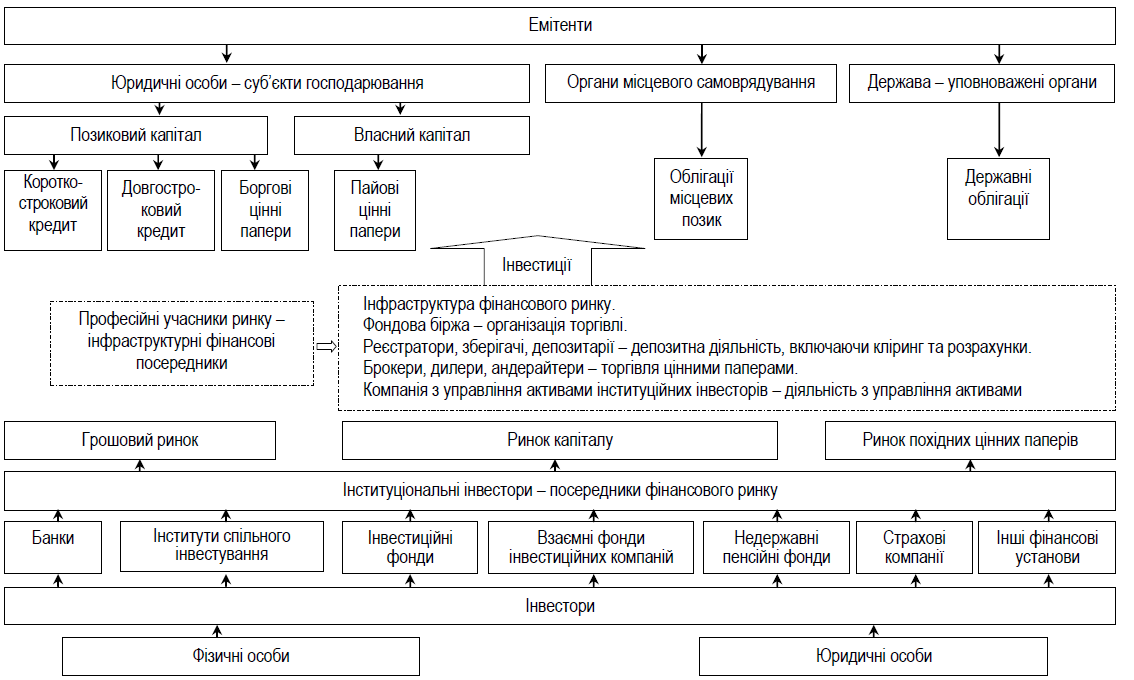 Емітенти
Юридичні особи – суб’єкти господарювання
Органи місцевого самоврядування
Держава – уповноважені органи
Позиковий капітал
Власний капітал
Коротко-
строковий
кредит
Довгостро-
ковий
кредит
Боргові
цінні
папери
Пайові
цінні
папери
Облігації
місцевих
позик
Державні
облігації
Інвестиції
Професійні учасники ринку –
інфраструктурні фінансові
посередники
Інфраструктура фінансового ринку.
Фондова біржа – організація торгівлі.
Реєстратори, зберігачі, депозитарії – депозитна діяльність, включаючи кліринг та розрахунки.
Брокери, дилери, андерайтери – торгівля цінними паперами.
Компанія з управління активами інституційних інвесторів – діяльність з управління активами
Грошовий ринок
Ринок капіталу
Ринок похідних цінних паперів
Інституціональні інвестори – посередники фінансового ринку
Банки
Інститути спільного
інвестування
Інвестиційні
фонди
Взаємні фонди
інвестиційних компаній
Недержавні
пенсійні фонди
Страхові
компанії
Інші фінансові
установи
Інвестори
Фізичні особи
Юридичні особи